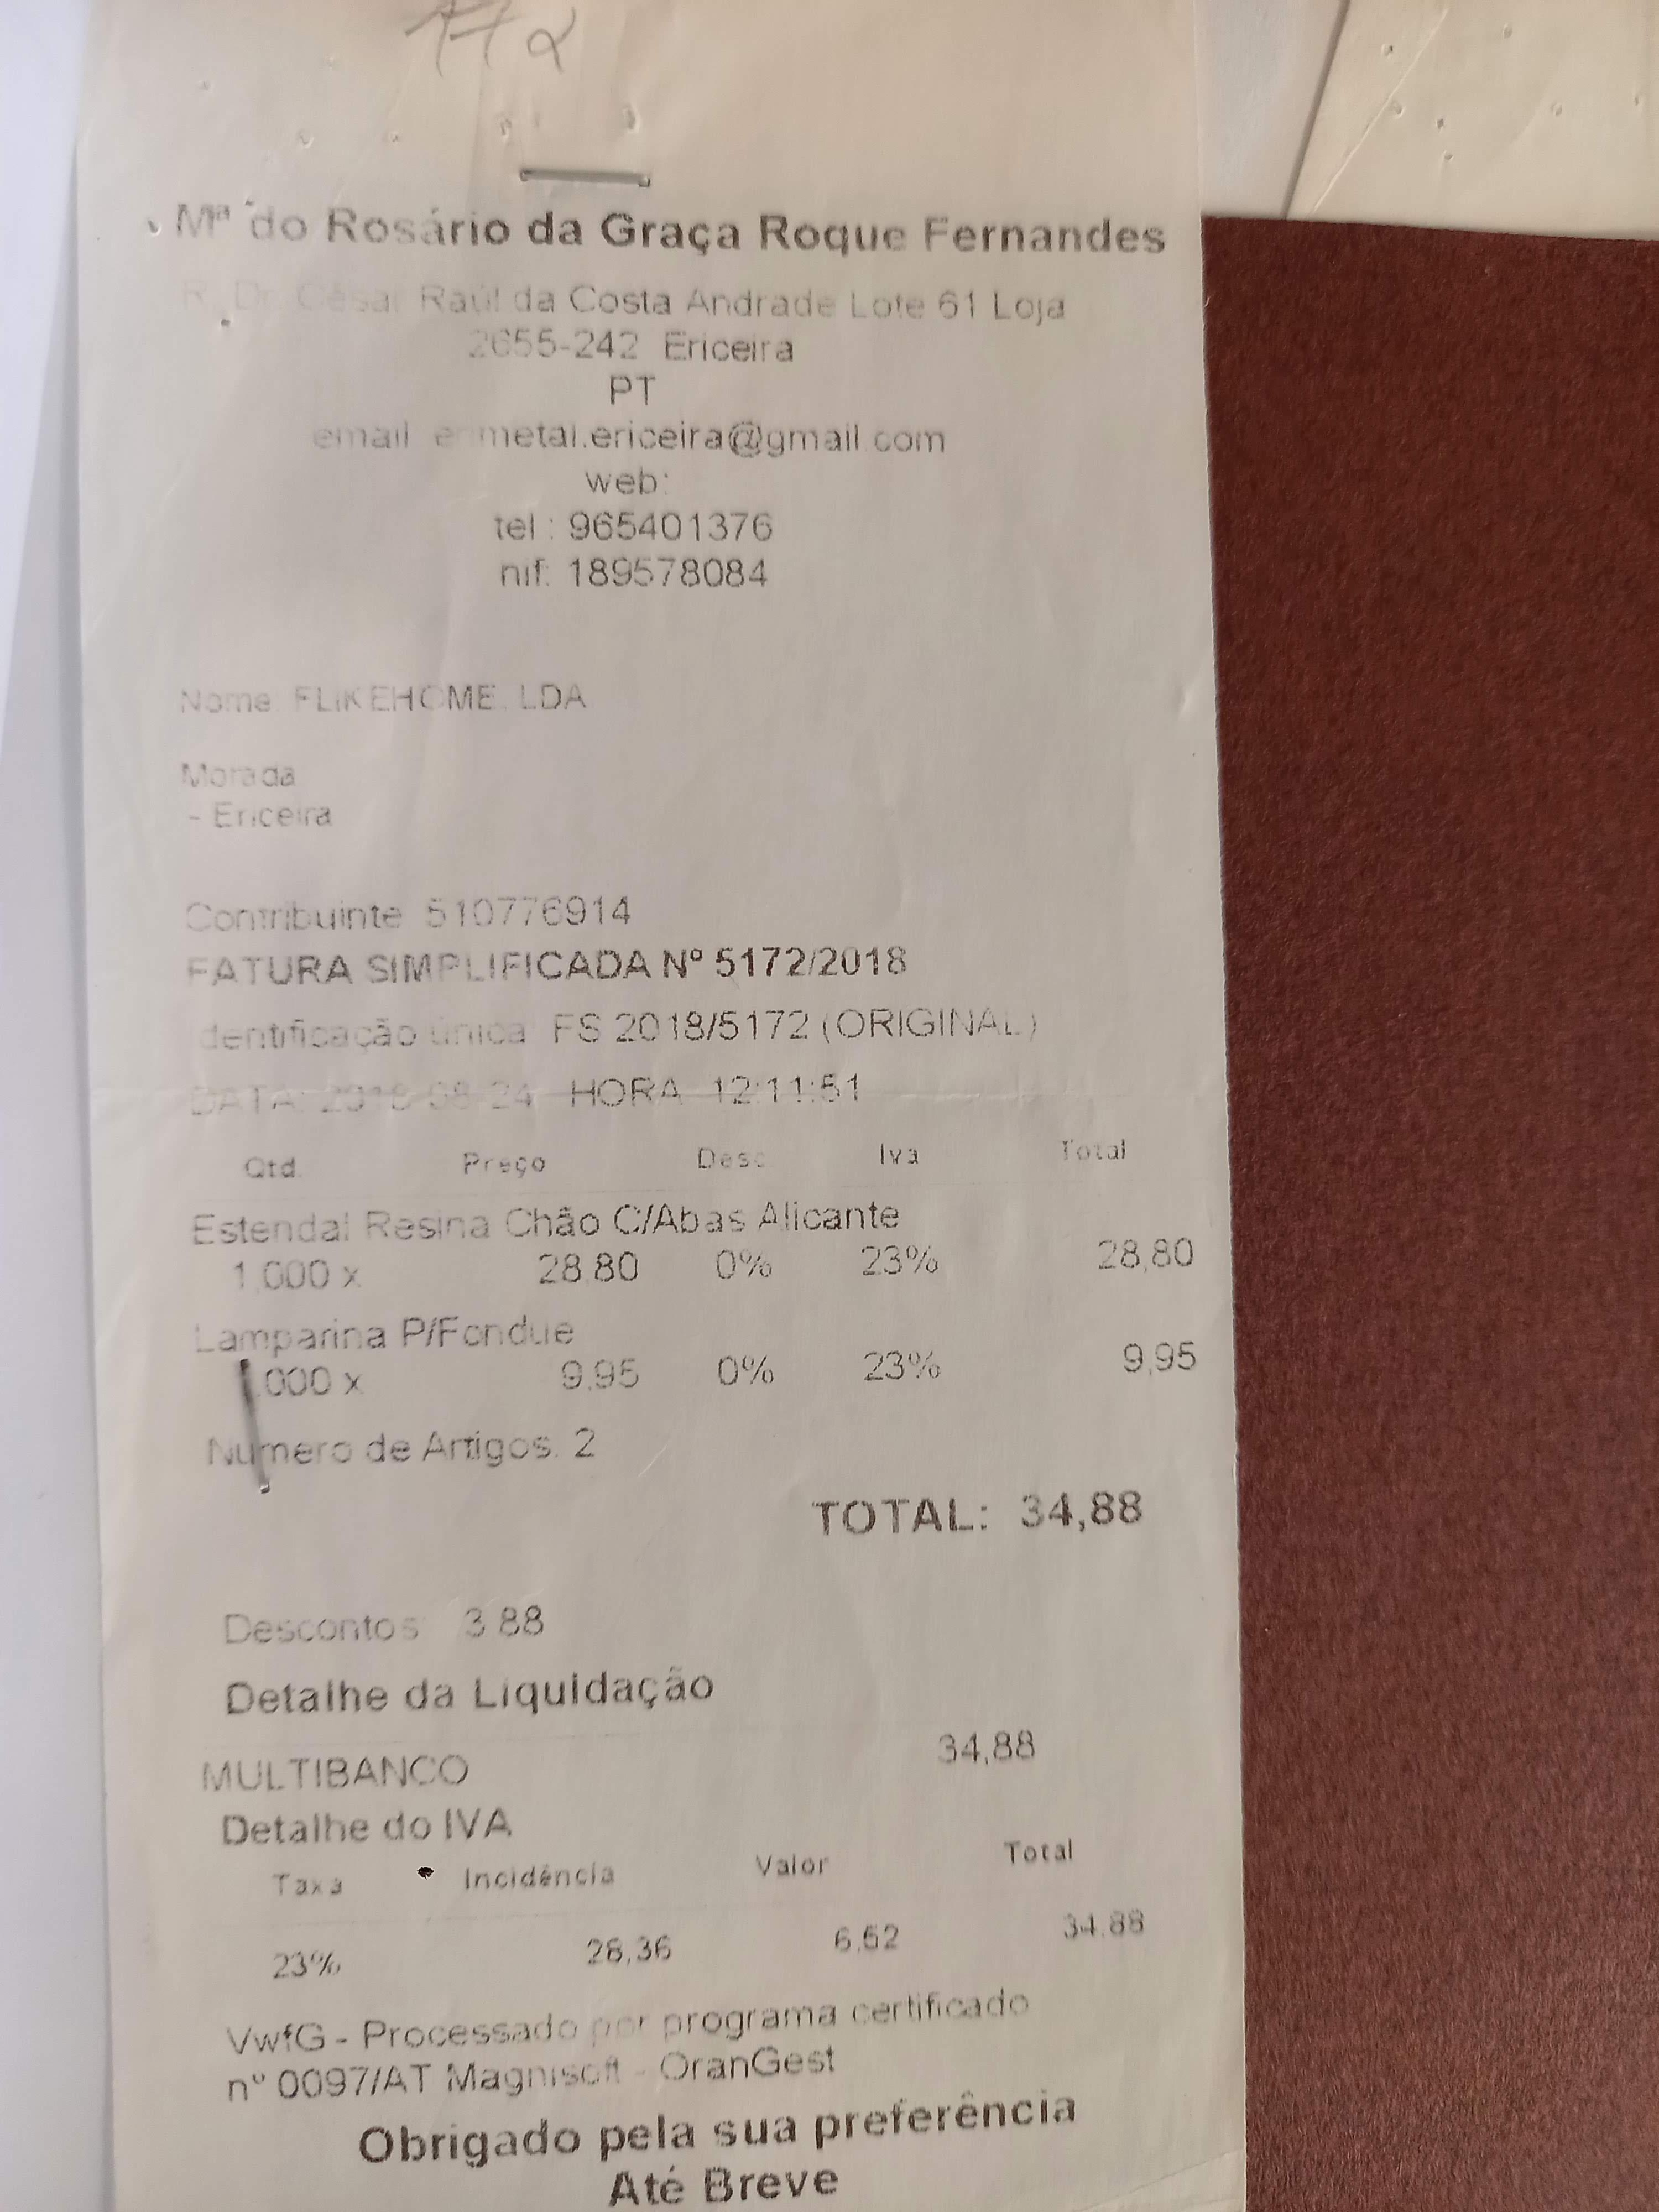 Mª do Rosário da Graça Roque Fernandes
R. Dr. César Raúl da Costa Andrade Lote 61 Loja
2655-242 Ericeira
PT
email ermetal.ericeira@gmail.com
web:
tel : 965401376
nif: 189578084
Nome: FLIKEHOME, LDA
Morada
- Ericeira
Contribuinte 510776914
FATURA SIMPLIFICADA Nº 5172/2018
dentificação única FS 2018/5172 (ORIGINAL)
DATA: 2018-08-24 HORA 12:11:51
Qtd. Preço Desc. Iva Total
Estendal Resina Chão C/Abas Alicante
1,000 x 28,80 0% 23% 28,80
Lamparina P/Fondue
1,000 x 9,95 0% 23% 9,95
Numero de Artigos: 2
TOTAL: 34,88
Descontos 3,88
Detalhe da Liquidação
MULTIBANCO 34,88
Detalhe do IVA
Taxa Incidência Valor Total
23% 28,36 6,52 34,88
VwfG - Processado por programa certificado
nº 0097/AT Magnisoft - OranGest
Obrigado pela sua preferência
Até Breve